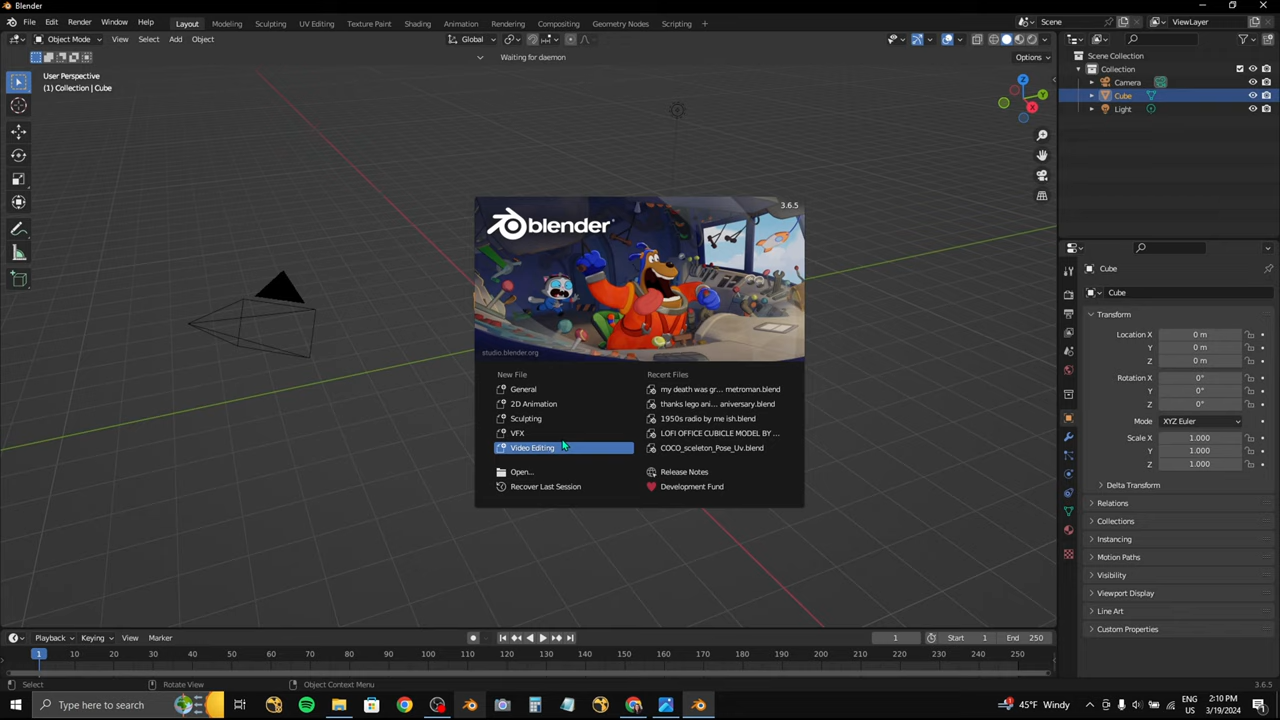 Blender
File Edit Render Window Help Layout Modeling Sculpting UV Editing Texture Paint Shading Animation Rendering Compositing Geometry Nodes Scripting + Scene ViewLayer
Object Mode View Select Add Object Global
Waiting for daemon
Options
User Perspective
(1) Collection | Cube
Z
Y
X
Scene Collection
Collection
Camera
Cube
Light
blender
3.6.5
studio.blender.org
New File
General
2D Animation
Sculpting
VFX
Video Editing
Open...
Recover Last Session
Recent Files
my death was gr... metroman.blend
thanks lego ani... aniversary.blend
1950s radio by me ish.blend
LOFI OFFICE CUBICLE MODEL BY ...
COCO_sceleton_Pose_Uv.blend
Release Notes
Development Fund
Cube
Cube
Transform
Location X 0 m
Y 0 m
Z 0 m
Rotation X 0°
Y 0°
Z 0°
Mode XYZ Euler
Scale X 1.000
Y 1.000
Z 1.000
Delta Transform
Relations
Collections
Instancing
Motion Paths
Visibility
Viewport Display
Line Art
Custom Properties
Playback Keying View Marker 1 Start 1 End 250
1 10 20 30 40 50 60 70 80 90 100 110 120 130 140 150 160 170 180 190 200 210 220 230 240 250
Select Rotate View Object Context Menu
Type here to search
45°F Windy
ENG
US
2:10 PM
3/19/2024